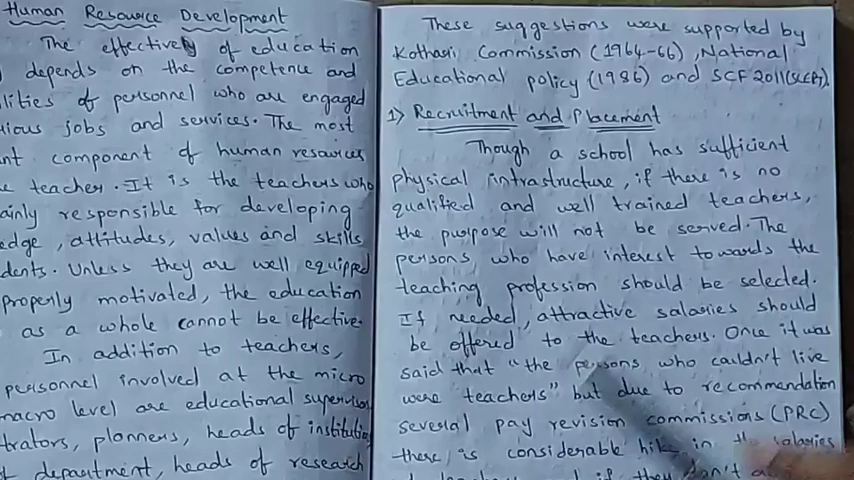 Human Resource Development
The effectively of education
depends on the competence and
lities of personnel who are engaged
ious jobs and services. The most
nt component of human resources
e teacher. It is the teachers who
ainly responsible for developing
edge, attitudes, values and skills
dents. Unless they are well equipped
properly motivated, the education
as a whole cannot be effective.
In addition to teachers,
personnel involved at the micro
macro level are educational supervisors
trators, planners, heads of institution
t department, heads of research
These suggestions were supported by
Kothari Commission (1964-66), National
Educational policy (1986) and SCF 2011
1) Recruitment and Placement
Though a school has sufficient
physical intrastructure, if there is no
qualified and well trained teachers,
the purpose will not be served. The
persons who have interest towards the
teaching profession should be selected.
If needed, attractive salaries should
be offered to the teachers. Once it was
said that "the persons who couldn't live
were teachers" but due to recommendation
several pay revision commissions (PRC)
there is considerable hike in the salaries
if they don't